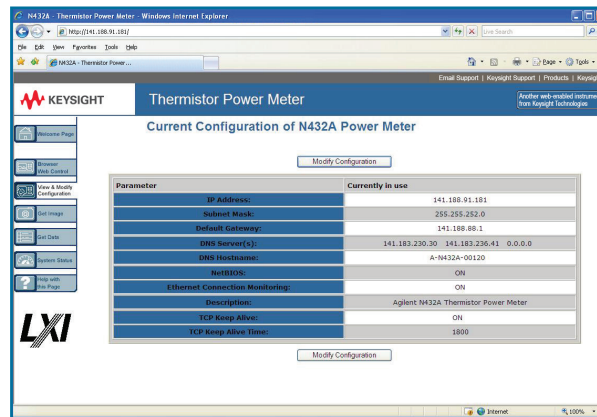 N432A - Thermistor Power Meter - Windows Internet Explorer
http://141.188.91.181/
Live Search
File Edit View Favorites Tools Help
N432A - Thermistor Power ...
Page Tools
Email Support | Keysight Support | Products | Keysigh
KEYSIGHT
Thermistor Power Meter
Another web-enabled instrume
from Keysight Technologies
Welcome Page
Browser
Web Control
View & Modify
Configuration
Get Image
Get Data
System Status
Help with
this Page
LXI
Current Configuration of N432A Power Meter
Modify Configuration
Parameter Currently in use
IP Address: 141.188.91.181
Subnet Mask: 255.255.252.0
Default Gateway: 141.188.88.1
DNS Server(s): 141.183.230.30 141.183.236.41 0.0.0.0
DNS Hostname: A-N432A-00120
NetBIOS: ON
Ethernet Connection Monitoring: ON
Description: Agilent N432A Thermistor Power Meter
TCP Keep Alive: ON
TCP Keep Alive Time: 1800
Modify Configuration
Internet 100%